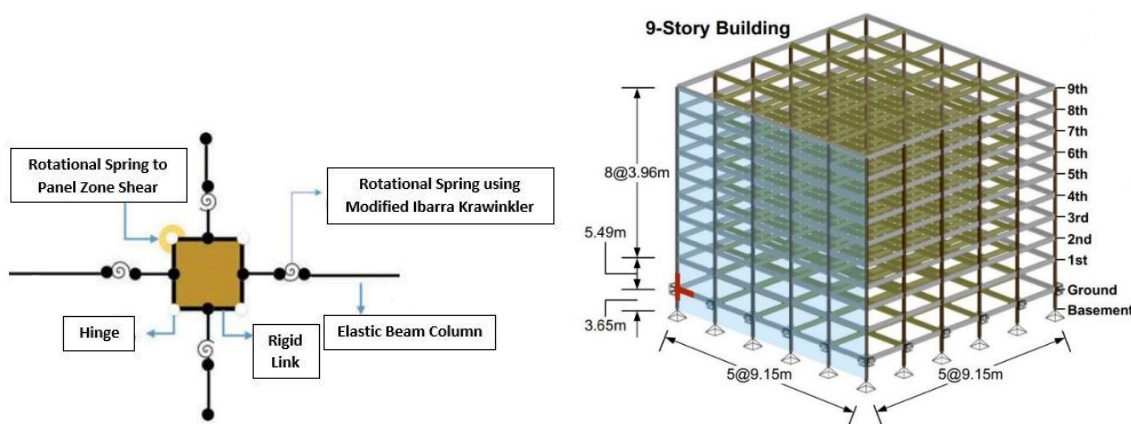 Rotational Spring to
Panel Zone Shear
Rotational Spring using
Modified Ibarra Krawinkler
Hinge
Rigid
Link
Elastic Beam Column
9-Story Building
9th
8th
7th
6th
5th
4th
3rd
2nd
1st
Ground
Basement
8@3.96m
5.49m
3.65m
5@9.15m
5@9.15m